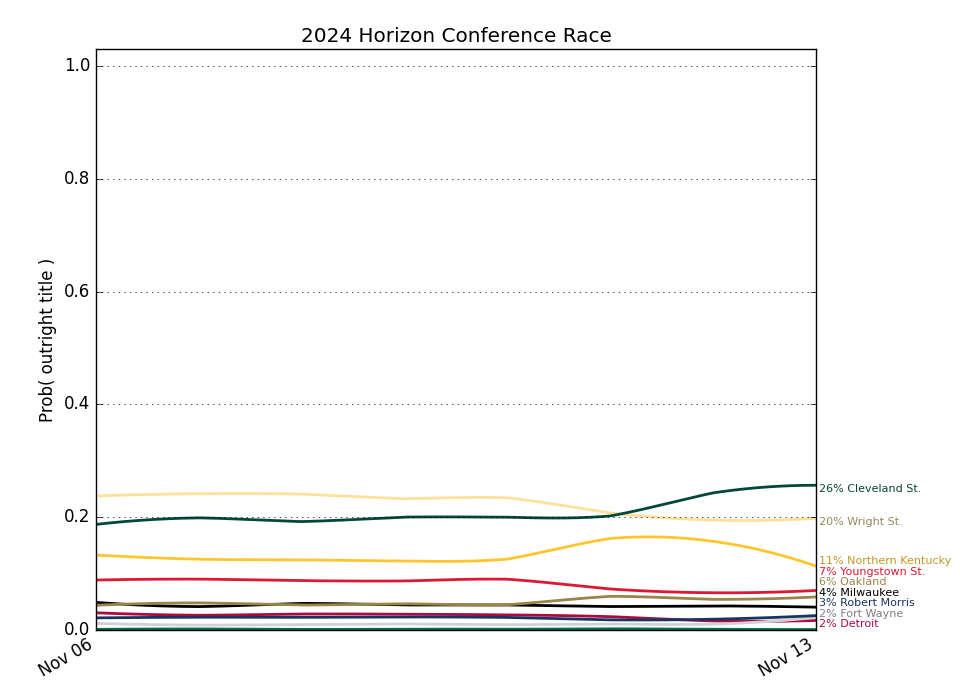 2024 Horizon Conference Race
Prob( outright title )
1.0
0.8
0.6
0.4
0.2
0.0
Nov 06
Nov 13
26% Cleveland St.
20% Wright St.
11% Northern Kentucky
7% Youngstown St.
6% Oakland
4% Milwaukee
3% Robert Morris
2% Fort Wayne
2% Detroit